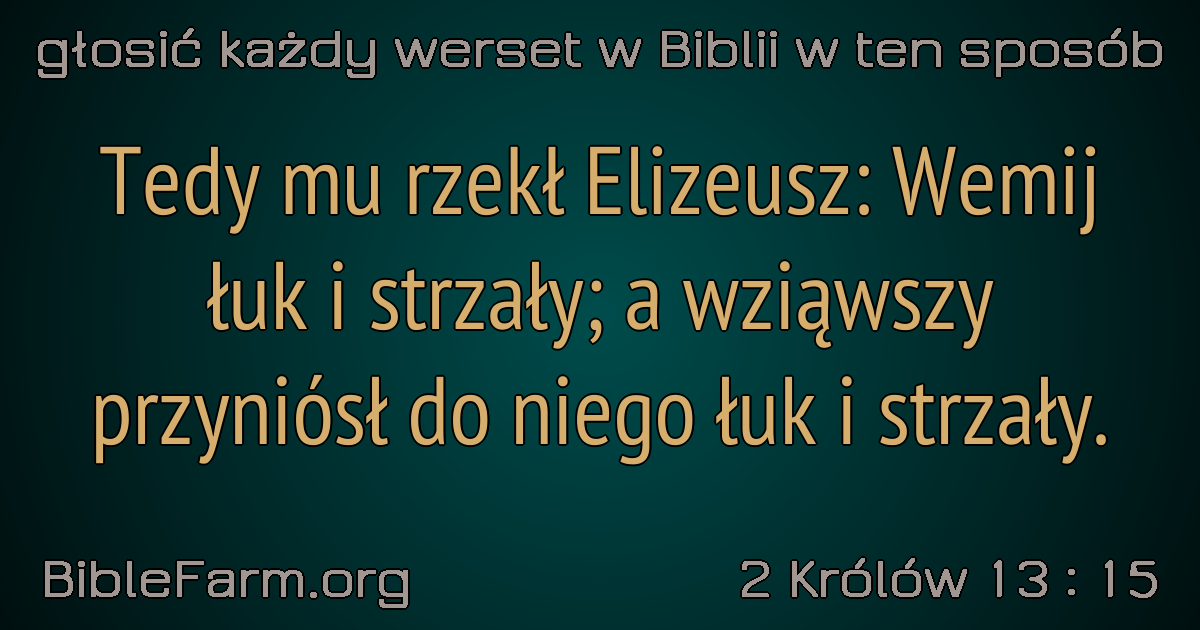 głosić każdy werset w Biblii w ten sposób
Tedy mu rzekł Elizeusz: Wemij
łuk i strzały; a wziąwszy
przyniósł do niego łuk i strzały.
BibleFarm.org
2 Królów 13 : 15